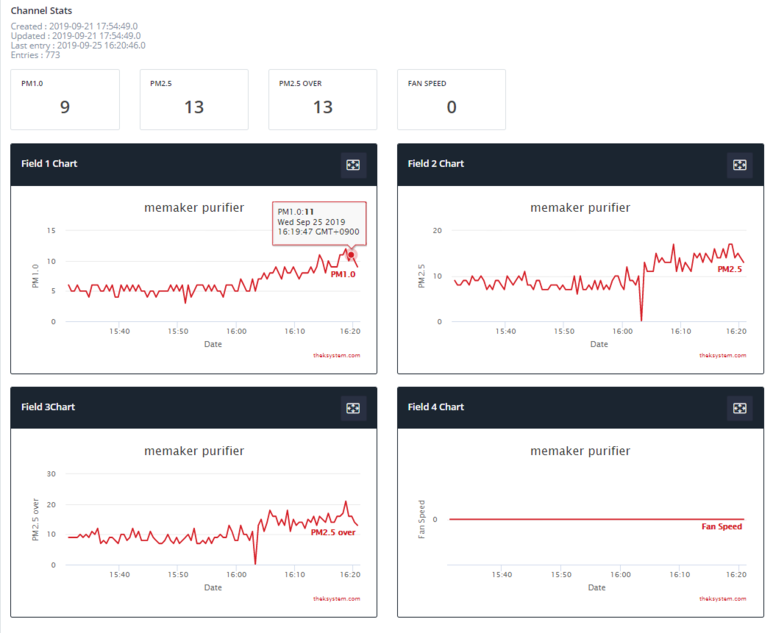 Channel Stats
Created : 2019-09-21 17:54:49.0
Updated : 2019-09-21 17:54:49.0
Last entry : 2019-09-25 16:20:46.0
Entries : 773
PM1.0
9
PM2.5
13
PM2.5 OVER
13
FAN SPEED
0
Field 1 Chart
memaker purifier
PM1.0:11
Wed Sep 25 2019
16:19:47 GMT+0900
15
10
5
0
PM1.0
PM1.0
15:40 15:50 16:00 16:10 16:20
Date
theksystem.com
Field 2 Chart
memaker purifier
20
10
0
PM2.5
PM2.5
15:40 15:50 16:00 16:10 16:20
Date
theksystem.com
Field 3Chart
memaker purifier
30
20
10
0
PM2.5 over
PM2.5 over
15:40 15:50 16:00 16:10 16:20
Date
theksystem.com
Field 4 Chart
memaker purifier
0
Fan Speed
Fan Speed
15:40 15:50 16:00 16:10 16:20
Date
theksystem.com